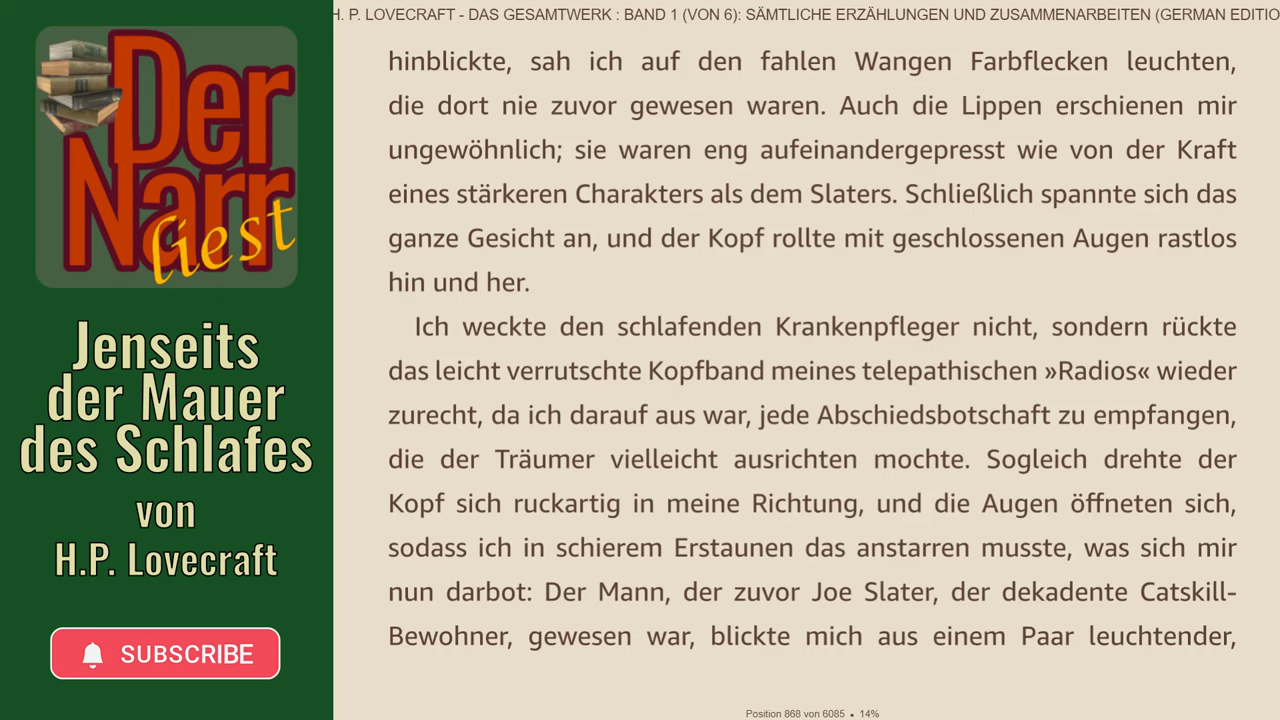 Der
Narr
liest
Jenseits
der Mauer
des Schlafes
von
H.P. Lovecraft
SUBSCRIBE
H. P. LOVECRAFT - DAS GESAMTWERK : BAND 1 (VON 6): SÄMTLICHE ERZÄHLUNGEN UND ZUSAMMENARBEITEN (GERMAN EDITIO
hinblickte, sah ich auf den fahlen Wangen Farbflecken leuchten,
die dort nie zuvor gewesen waren. Auch die Lippen erschienen mir
ungewöhnlich; sie waren eng aufeinandergepresst wie von der Kraft
eines stärkeren Charakters als dem Slaters. Schließlich spannte sich das
ganze Gesicht an, und der Kopf rollte mit geschlossenen Augen rastlos
hin und her.
Ich weckte den schlafenden Krankenpfleger nicht, sondern rückte
das leicht verrutschte Kopfband meines telepathischen »Radios« wieder
zurecht, da ich darauf aus war, jede Abschiedsbotschaft zu empfangen,
die der Träumer vielleicht ausrichten mochte. Sogleich drehte der
Kopf sich ruckartig in meine Richtung, und die Augen öffneten sich,
sodass ich in schierem Erstaunen das anstarren musste, was sich mir
nun darbot: Der Mann, der zuvor Joe Slater, der dekadente Catskill-
Bewohner, gewesen war, blickte mich aus einem Paar leuchtender,
Position 868 von 6085 • 14%